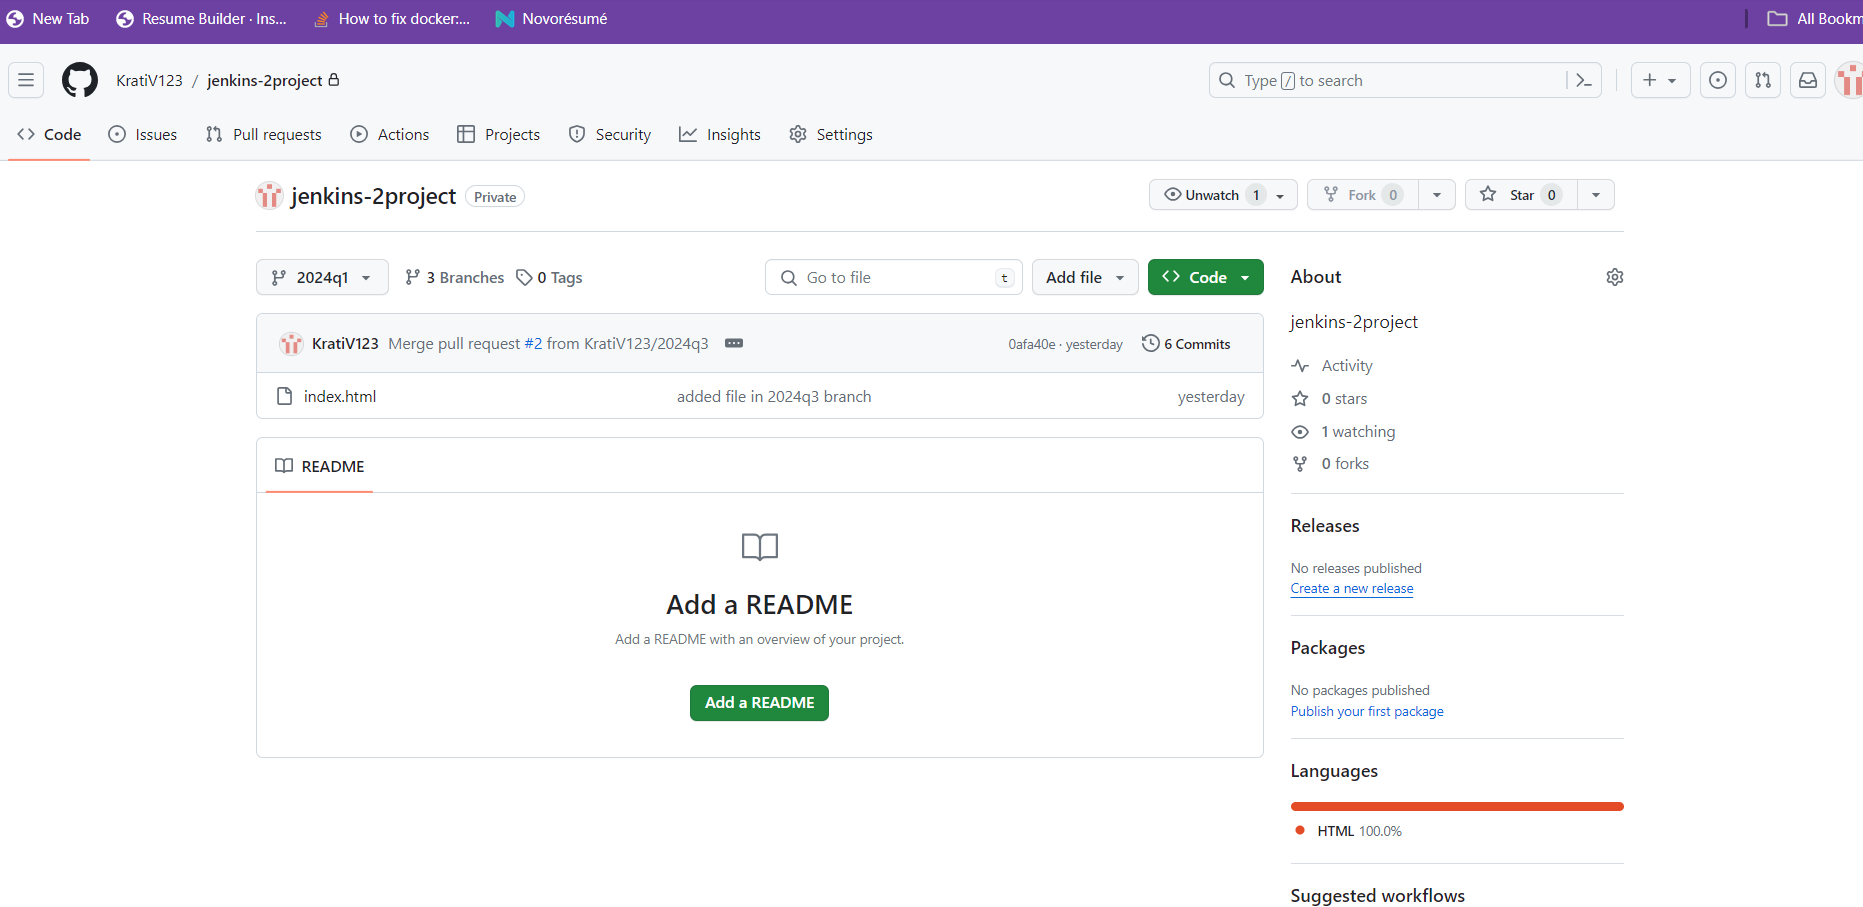 New Tab Resume Builder · Ins... How to fix docker:... Novorésumé All Bookm
KratiV123 / jenkins-2project Type / to search
Code Issues Pull requests Actions Projects Security Insights Settings
jenkins-2project Private Unwatch 1 Fork 0 Star 0
2024q1 3 Branches 0 Tags Go to file t Add file Code
KratiV123 Merge pull request #2 from KratiV123/2024q3 0afa40e · yesterday 6 Commits
index.html added file in 2024q3 branch yesterday
README
Add a README
Add a README with an overview of your project.
Add a README
About
jenkins-2project
Activity
0 stars
1 watching
0 forks
Releases
No releases published
Create a new release
Packages
No packages published
Publish your first package
Languages
HTML 100.0%
Suggested workflows